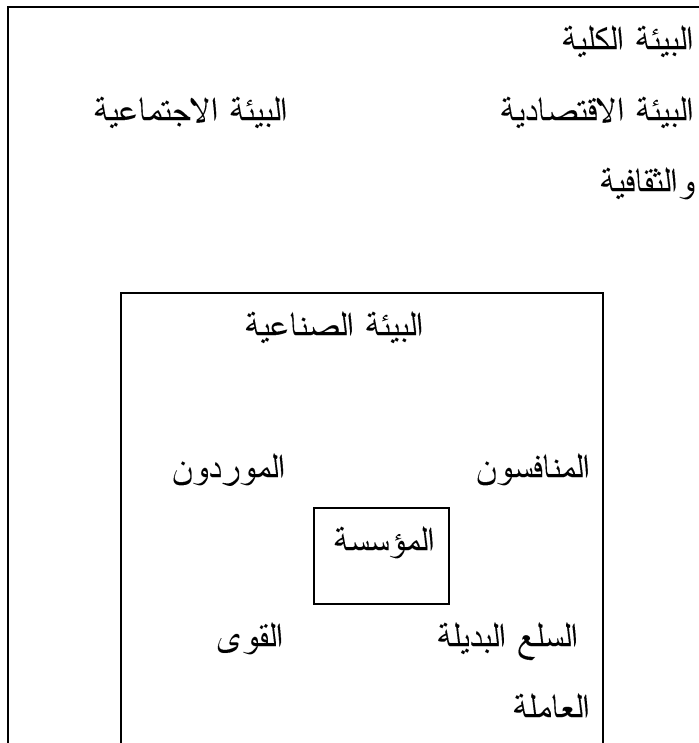 البيئة الكلية
البيئة الاقتصادية البيئة الاجتماعية
والثقافية
البيئة الصناعية
المنافسون الموردون
المؤسسة
السلع البديلة القوى
العاملة